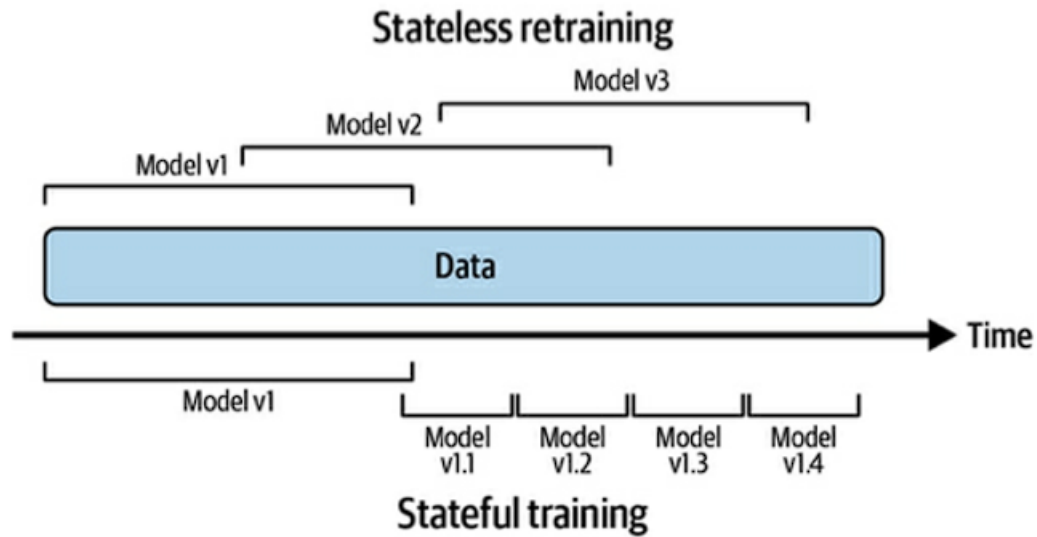 Stateless retraining
Model v3
Model v2
Model v1
Data
Time
Model v1
Model
v1.1
Model
v1.2
Model
v1.3
Model
v1.4
Stateful training